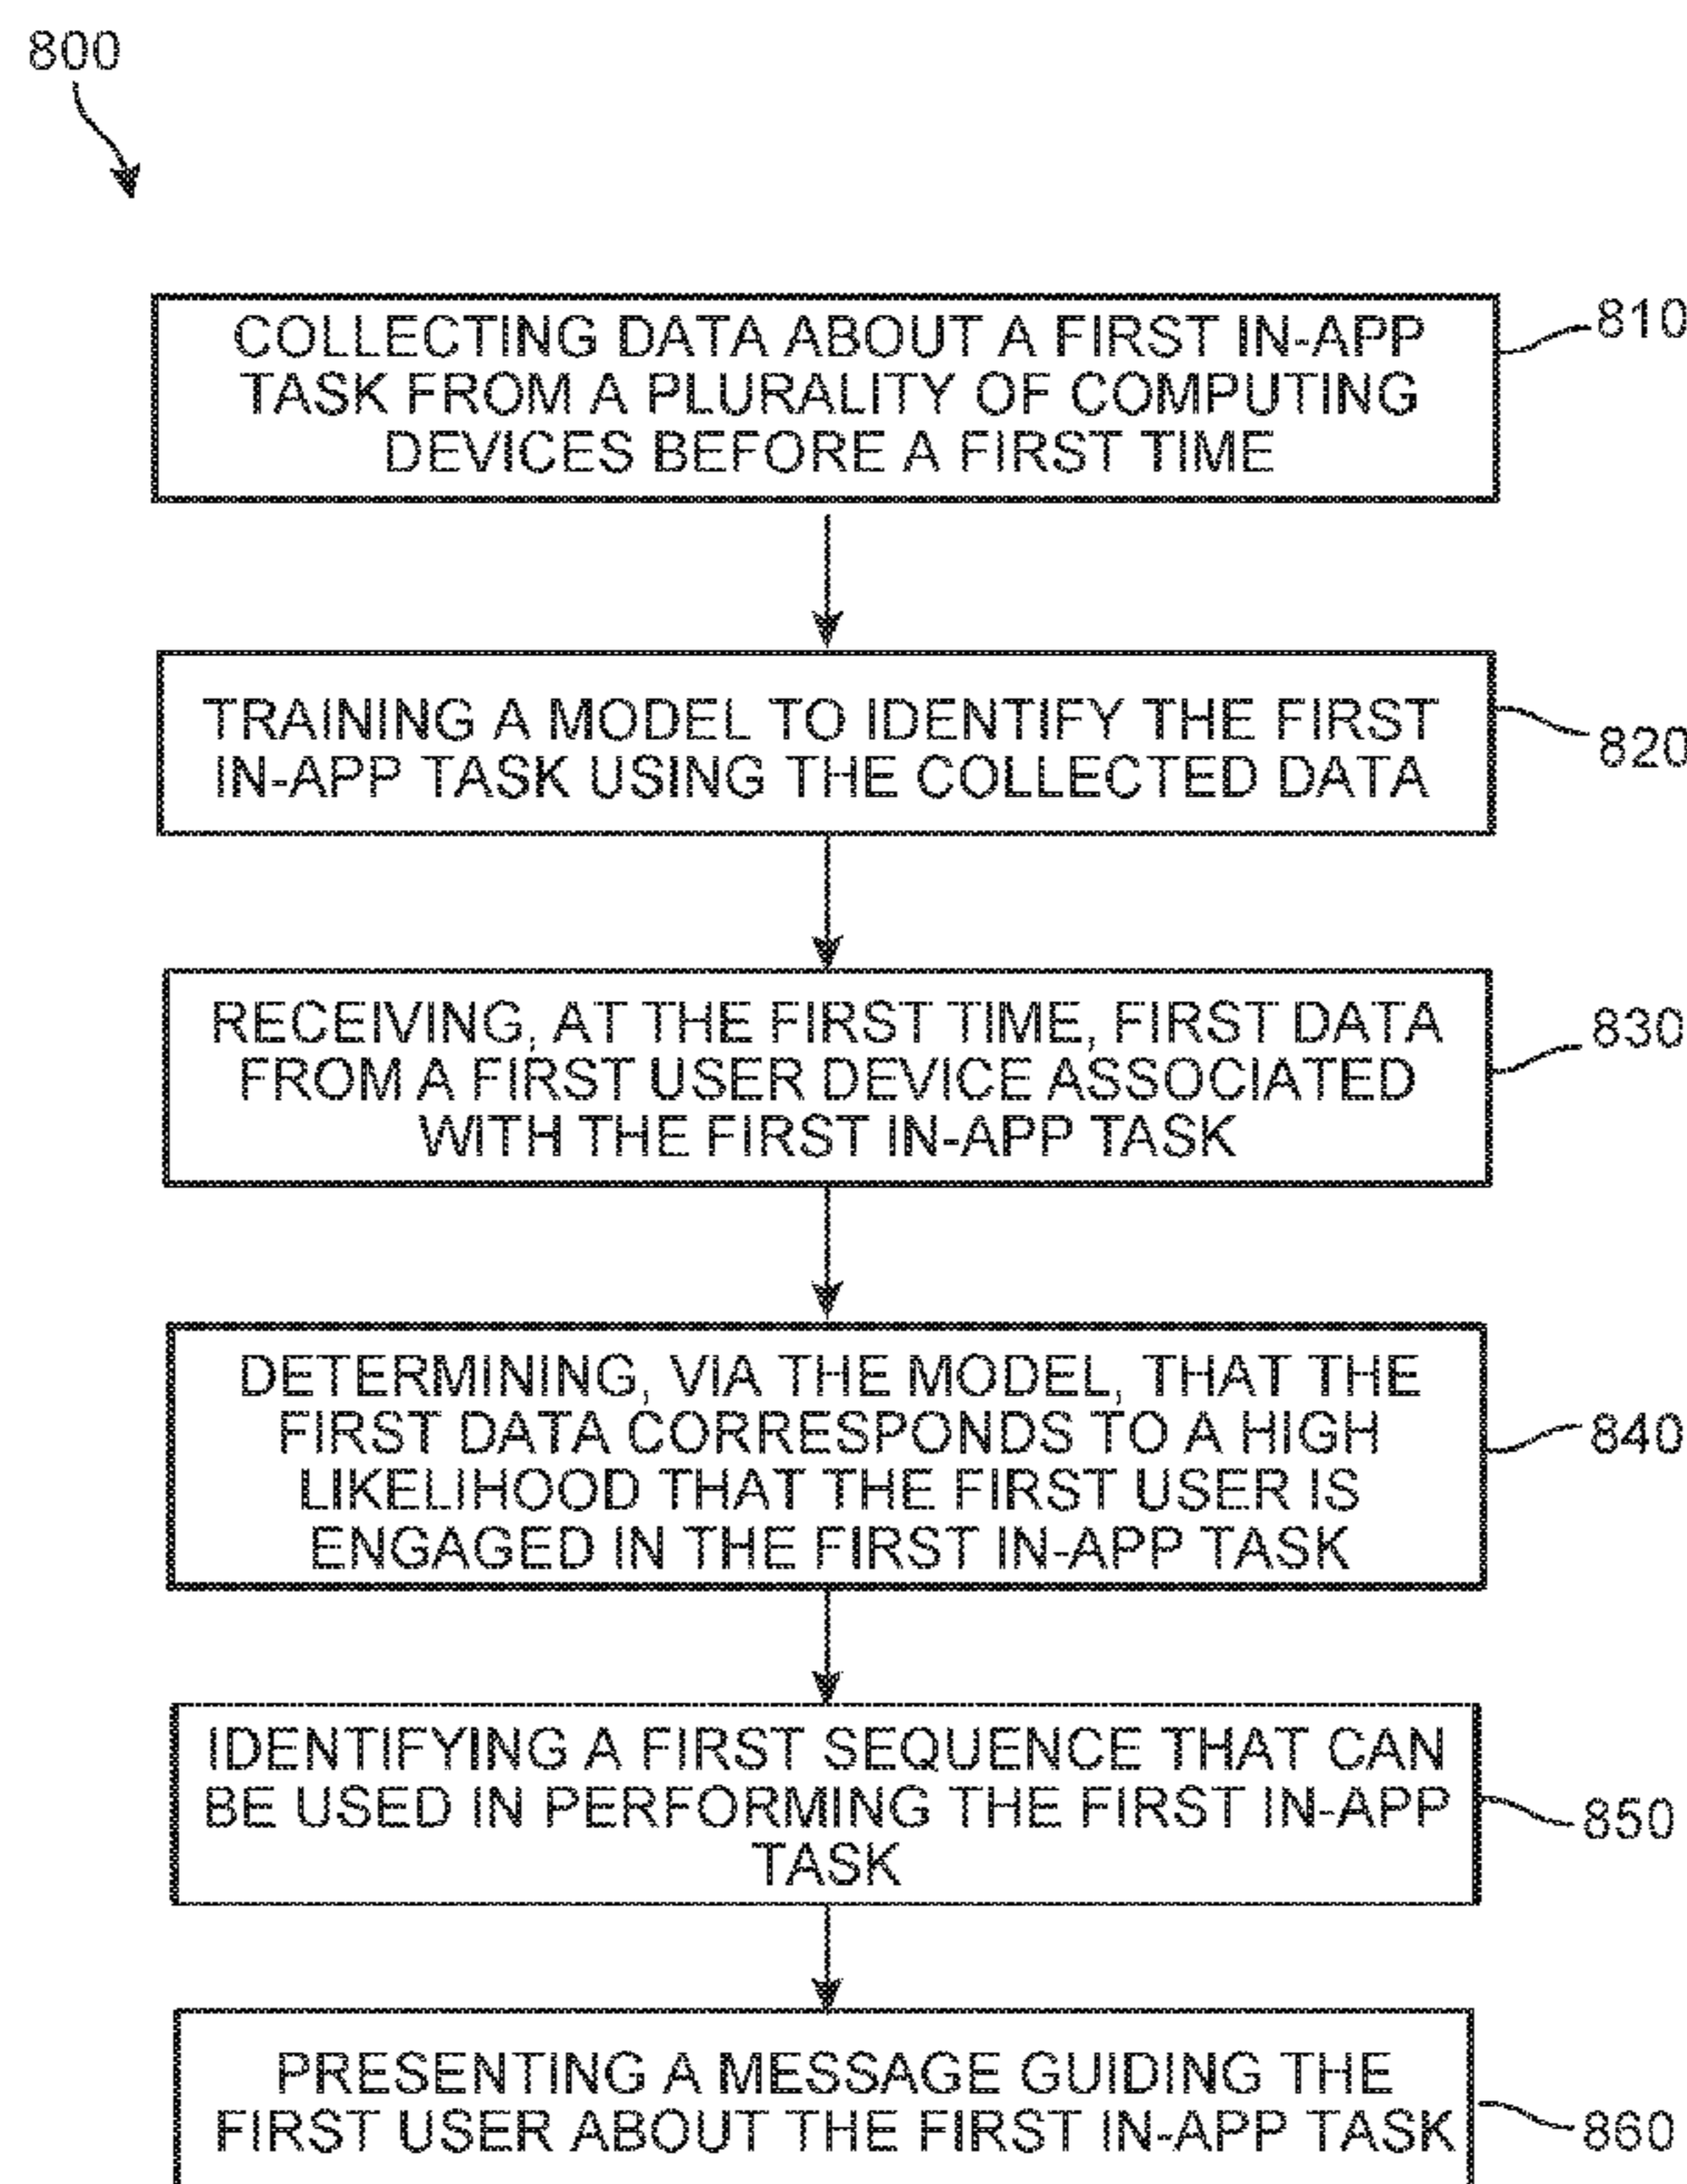 800
COLLECTING DATA ABOUT A FIRST IN-APP
TASK FROM A PLURALITY OF COMPUTING
DEVICES BEFORE A FIRST TIME
810
TRAINING A MODEL TO IDENTIFY THE FIRST
IN-APP TASK USING THE COLLECTED DATA
820
RECEIVING, AT THE FIRST TIME, FIRST DATA
FROM A FIRST USER DEVICE ASSOCIATED
WITH THE FIRST IN-APP TASK
830
DETERMINING, VIA THE MODEL, THAT THE
FIRST DATA CORRESPONDS TO A HIGH
LIKELIHOOD THAT THE FIRST USER IS
ENGAGED IN THE FIRST IN-APP TASK
840
IDENTIFYING A FIRST SEQUENCE THAT CAN
BE USED IN PERFORMING THE FIRST IN-APP
TASK
850
PRESENTING A MESSAGE GUIDING THE
FIRST USER ABOUT THE FIRST IN-APP TASK
860